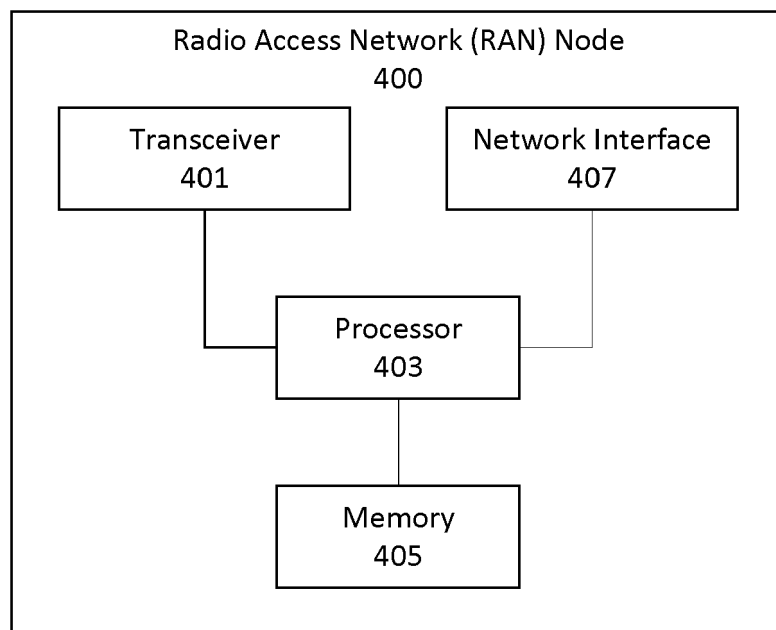 Radio Access Network (RAN) Node
400
Transceiver
401
Network Interface
407
Processor
403
Memory
405